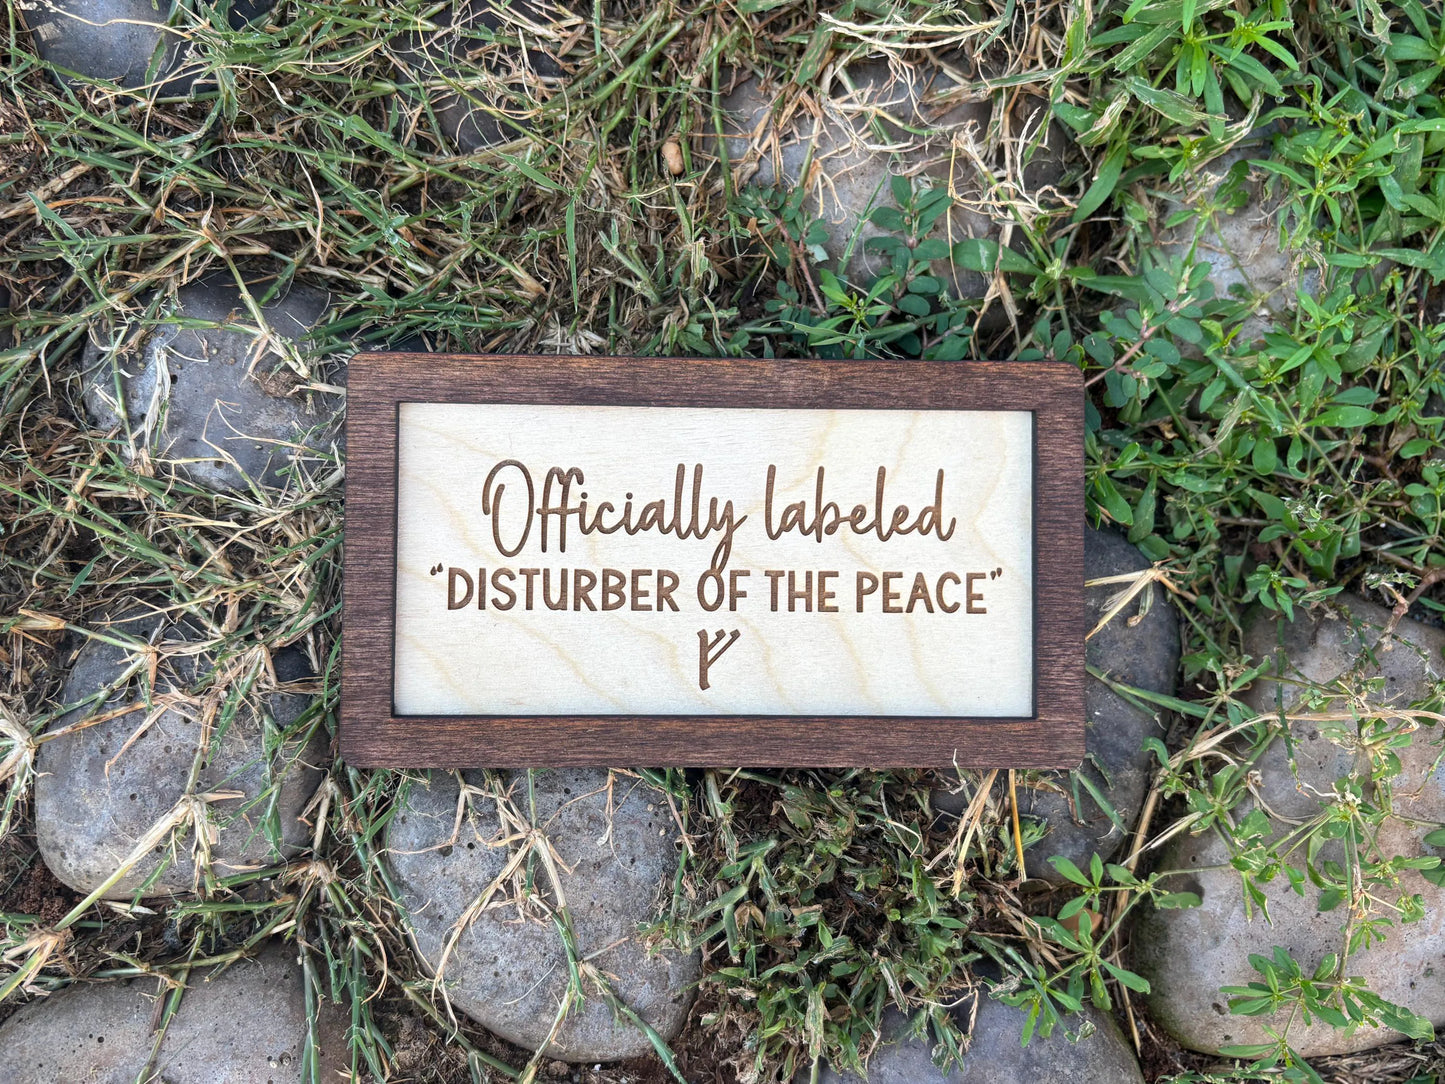 Officially labeled
“DISTURBER OF THE PEACE”
ᚠ